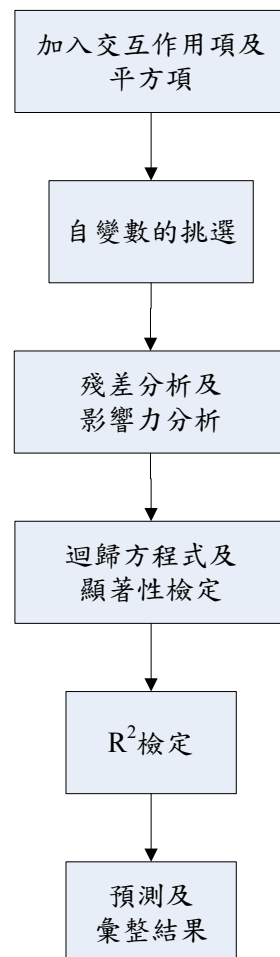 加入交互作用項及
平方項
自變數的挑選
殘差分析及
影響力分析
迴歸方程式及
顯著性檢定
R²檢定
預測及
彙整結果